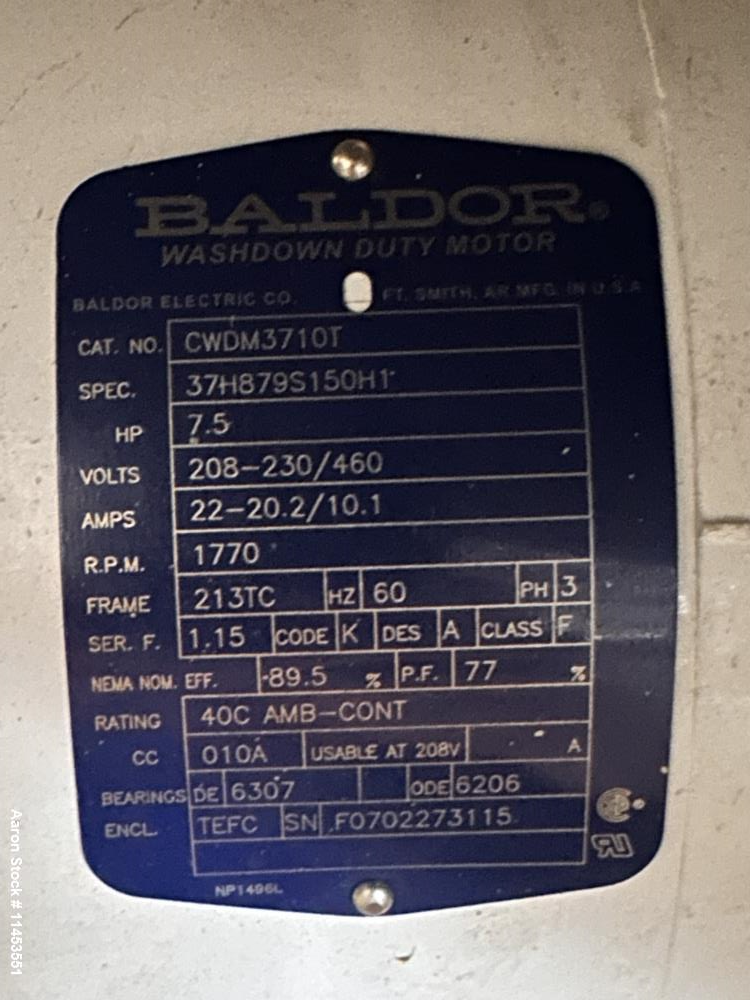 BALDOR®
WASHDOWN DUTY MOTOR
BALDOR ELECTRIC CO. FT. SMITH, AR MFG. IN U.S.A
CAT. NO. CWDM3710T
SPEC. 37H879S150H1
HP 7.5
VOLTS 208-230/460
AMPS 22-20.2/10.1
R.P.M. 1770
FRAME 213TC HZ 60 PH 3
SER. F. 1.15 CODE K DES A CLASS F
NEMA NOM. EFF. 89.5 % P.F. 77 %
RATING 40C AMB-CONT
CC 010A USABLE AT 208V A
BEARINGS DE 6307 ODE 6206
ENCL. TEFC SN F0702273115
NP1496L
Aaron Stock # 11453551